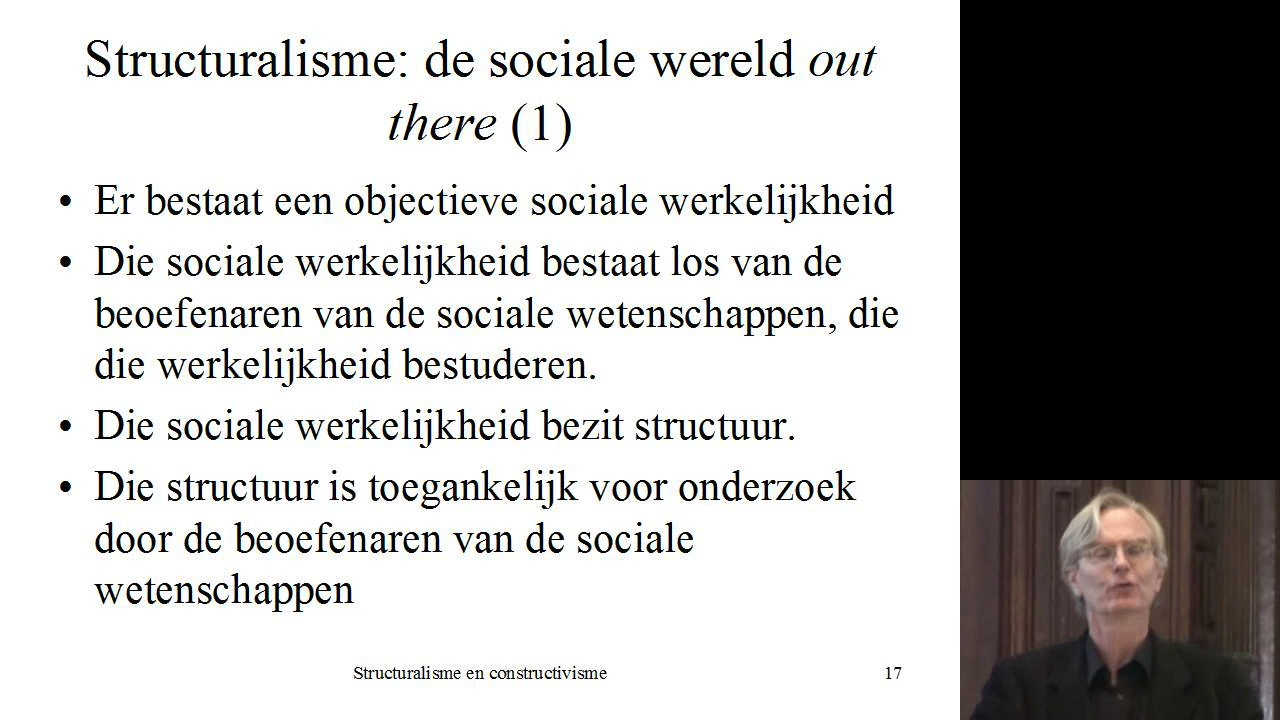 Structuralisme: de sociale wereld out
there (1)
• Er bestaat een objectieve sociale werkelijkheid
• Die sociale werkelijkheid bestaat los van de
beoefenaren van de sociale wetenschappen, die
die werkelijkheid bestuderen.
• Die sociale werkelijkheid bezit structuur.
• Die structuur is toegankelijk voor onderzoek
door de beoefenaren van de sociale
wetenschappen
Structuralisme en constructivisme
17